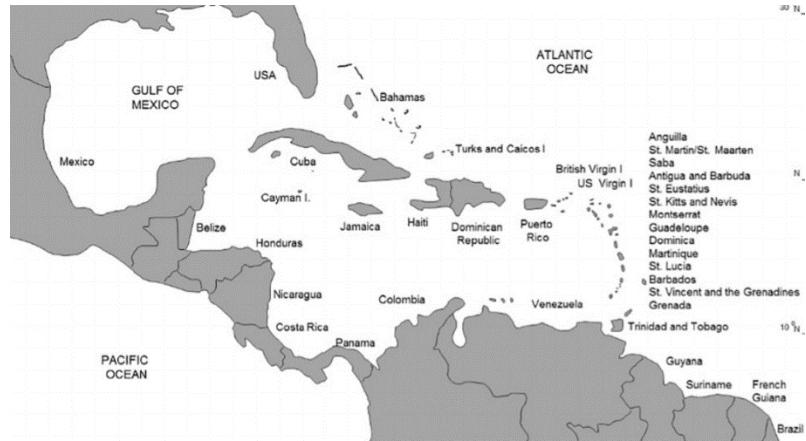 30 N
ATLANTIC
OCEAN
USA
GULF OF
MEXICO
Bahamas
Anguilla
St. Martin/St. Maarten
Saba
Antigua and Barbuda
St. Eustatius
St. Kitts and Nevis
Montserrat
Guadeloupe
Dominica
Martinique
St. Lucia
Barbados
St. Vincent and the Grenadines
Grenada
Turks and Caicos I
Mexico
Cuba
British Virgin I
US Virgin I
N
Cayman I.
Belize
Jamaica
Haiti
Dominican
Republic
Puerto
Rico
Honduras
Nicaragua
Colombia
Venezuela
Costa Rica
Trinidad and Tobago
10 N
Panama
PACIFIC
OCEAN
Guyana
Suriname
French
Guiana
Brazil